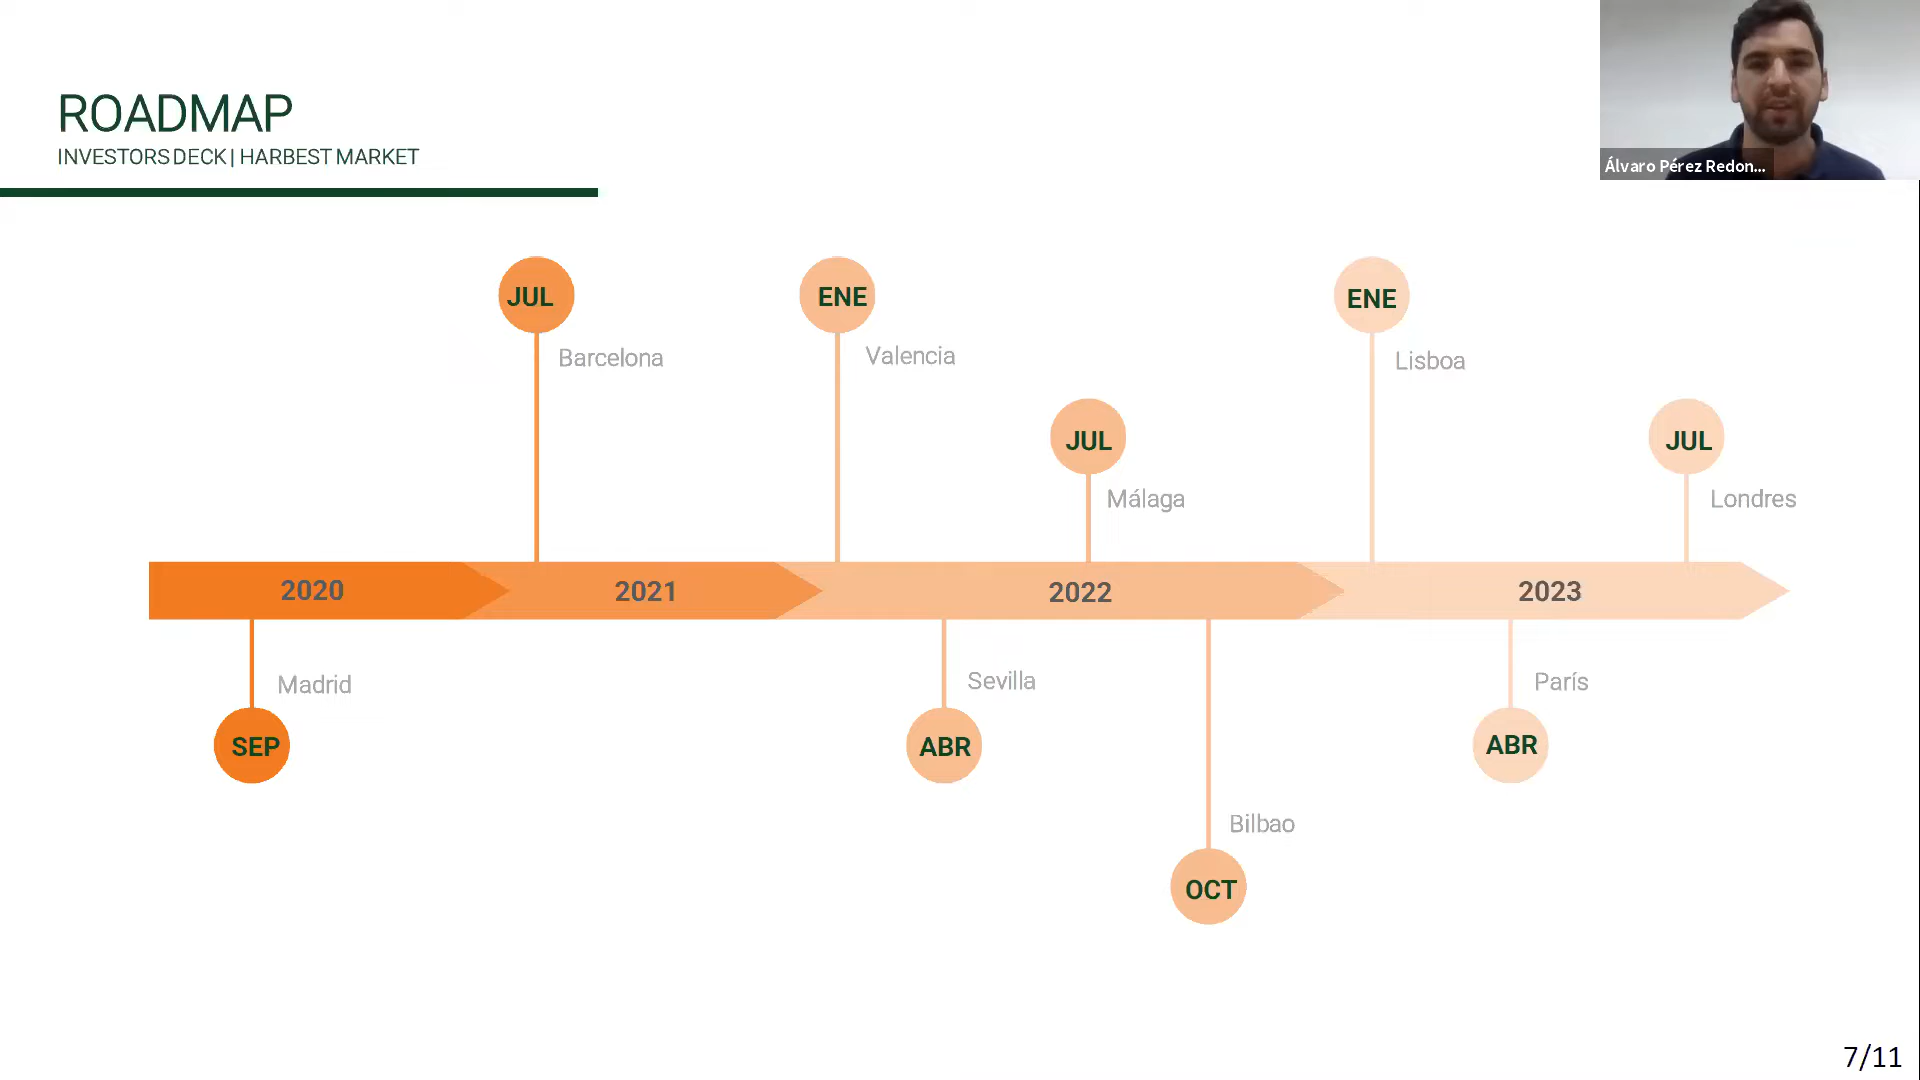 ROADMAP
INVESTORS DECK | HARBEST MARKET
Álvaro Pérez Redon...
JUL
Barcelona
ENE
Valencia
ENE
Lisboa
JUL
Málaga
JUL
Londres
2020
2021
2022
2023
Madrid
SEP
Sevilla
ABR
París
ABR
Bilbao
OCT
7/11